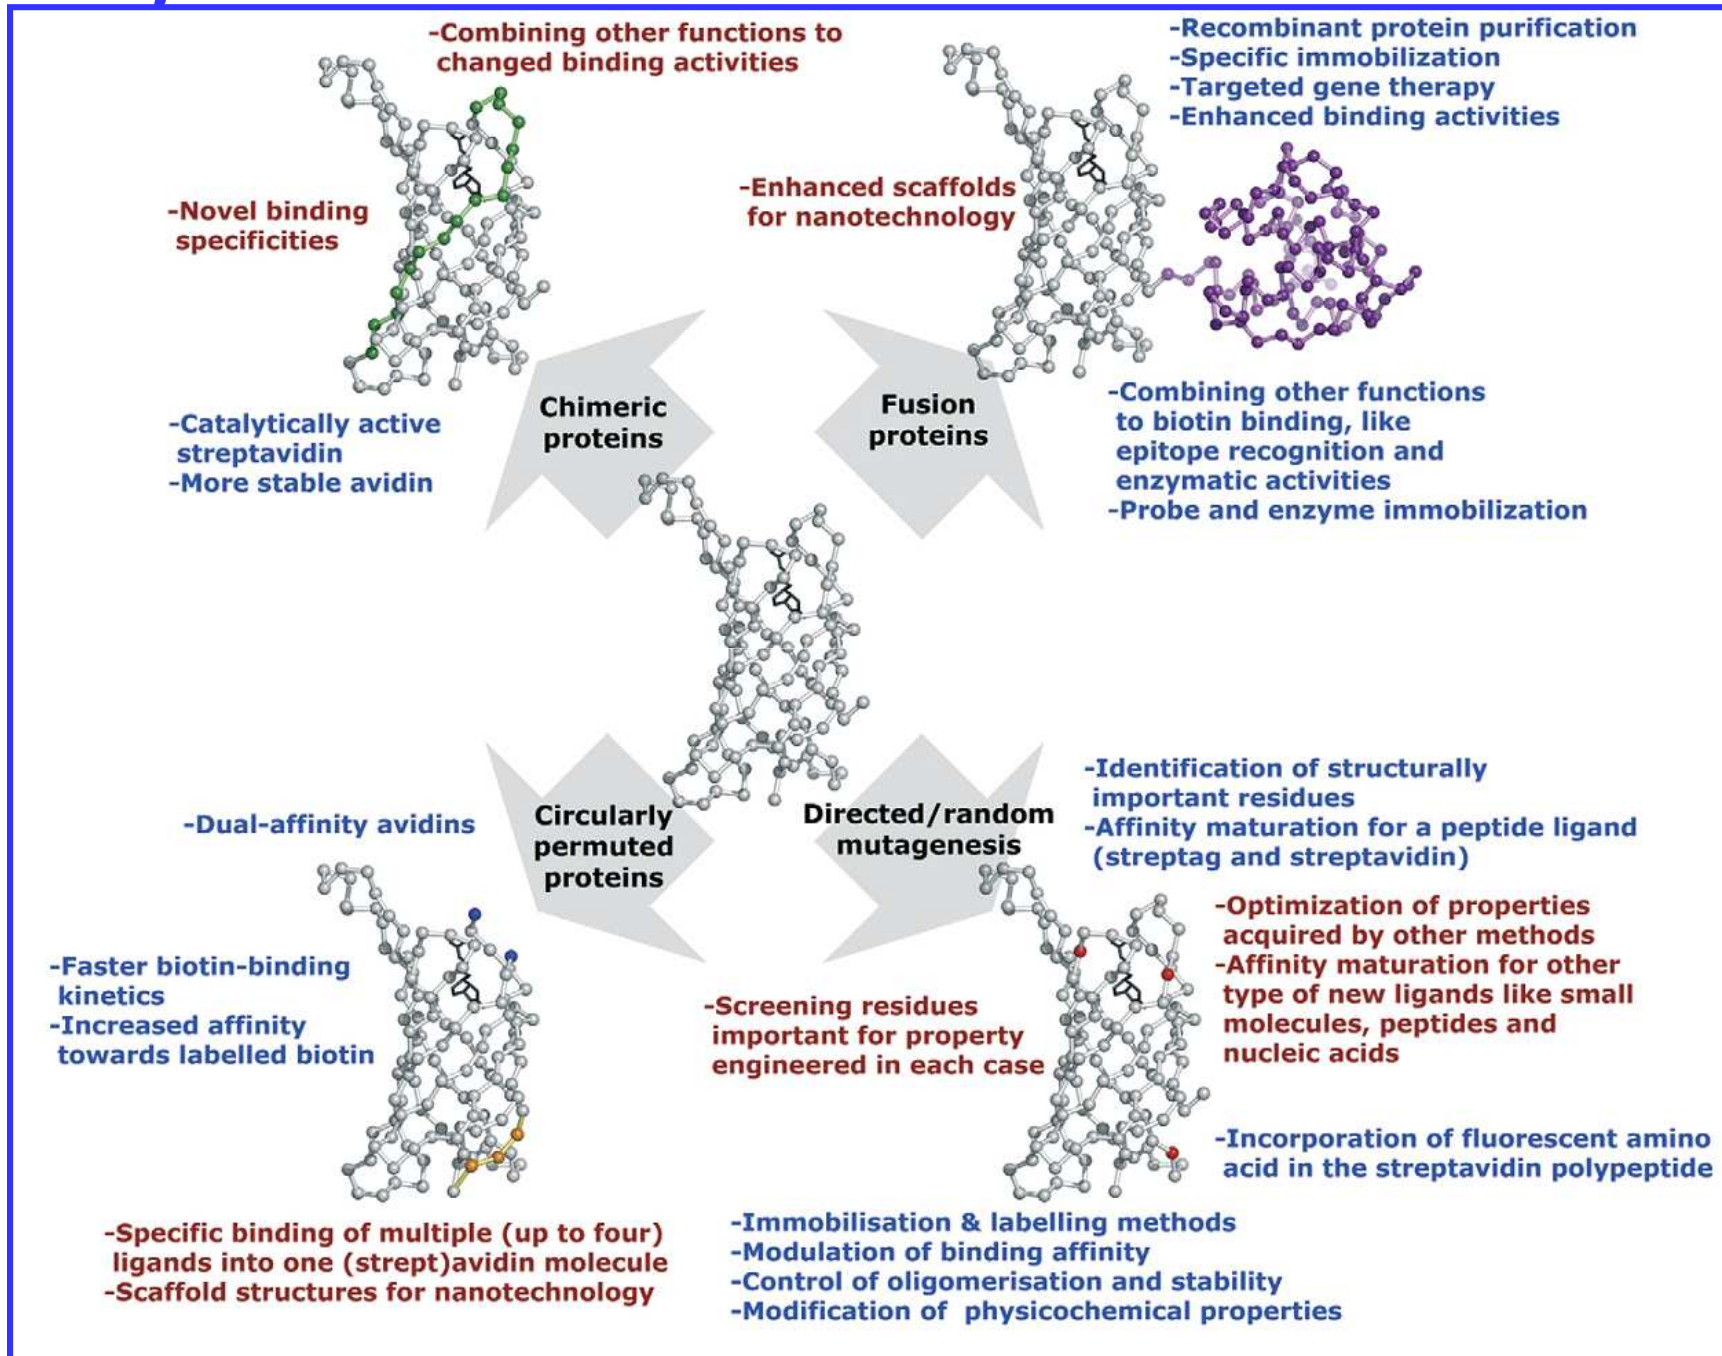 -Combining other functions to
changed binding activities
-Novel binding
specificities
-Catalytically active
streptavidin
-More stable avidin
Chimeric
proteins
-Recombinant protein purification
-Specific immobilization
-Targeted gene therapy
-Enhanced binding activities
-Enhanced scaffolds
for nanotechnology
Fusion
proteins
-Combining other functions
to biotin binding, like
epitope recognition and
enzymatic activities
-Probe and enzyme immobilization
Circularly
permuted
proteins
-Dual-affinity avidins
-Faster biotin-binding
kinetics
-Increased affinity
towards labelled biotin
-Specific binding of multiple (up to four)
ligands into one (strept)avidin molecule
-Scaffold structures for nanotechnology
Directed/random
mutagenesis
-Identification of structurally
important residues
-Affinity maturation for a peptide ligand
(streptag and streptavidin)
-Optimization of properties
acquired by other methods
-Affinity maturation for other
type of new ligands like small
molecules, peptides and
nucleic acids
-Screening residues
important for property
engineered in each case
-Incorporation of fluorescent amino
acid in the streptavidin polypeptide
-Immobilisation & labelling methods
-Modulation of binding affinity
-Control of oligomerisation and stability
-Modification of physicochemical properties